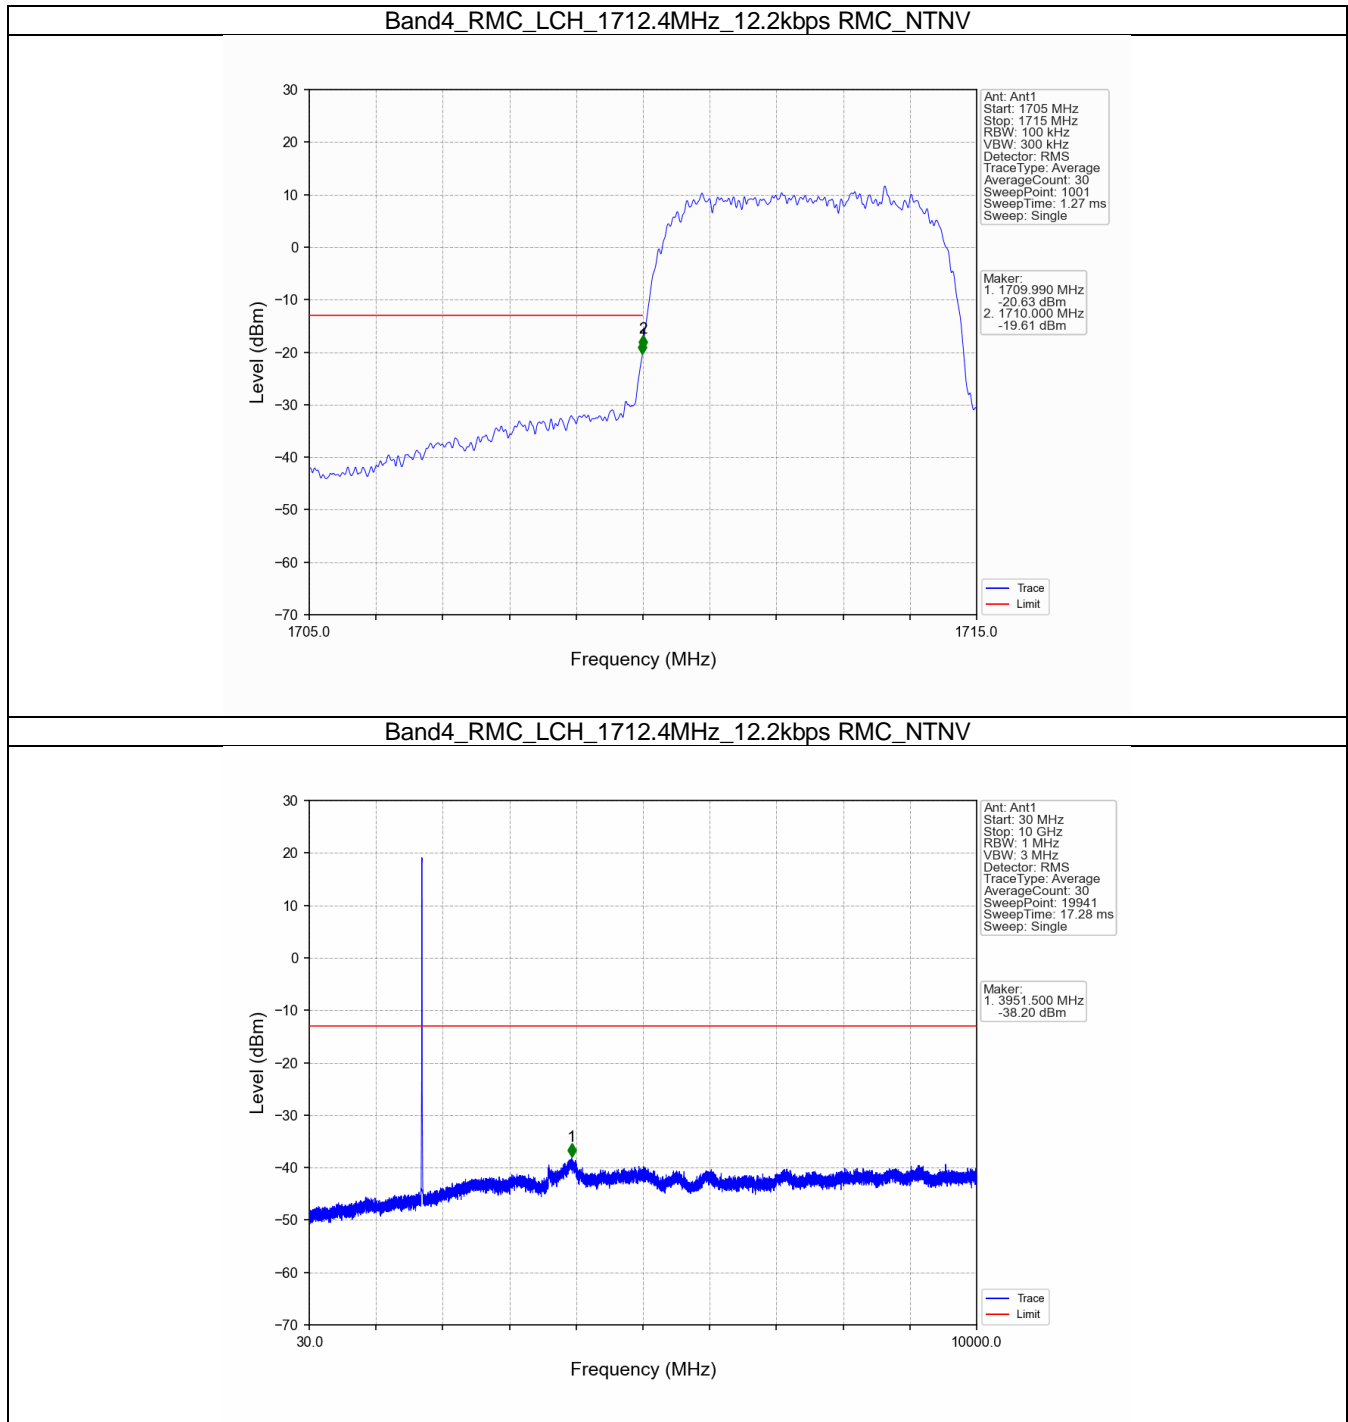 Band4_RMC_LCH_1712.4MHz_12.2kbps RMC_NTNV
30
20
10
0
−10
−20
−30
−40
−50
−60
−70
Level (dBm)
1705.0
1715.0
Frequency (MHz)
2
Ant: Ant1
Start: 1705 MHz
Stop: 1715 MHz
RBW: 100 kHz
VBW: 300 kHz
Detector: RMS
TraceType: Average
AverageCount: 30
SweepPoint: 1001
SweepTime: 1.27 ms
Sweep: Single
Maker:
1. 1709.990 MHz
-20.63 dBm
2. 1710.000 MHz
-19.61 dBm
Trace
Limit
Band4_RMC_LCH_1712.4MHz_12.2kbps RMC_NTNV
30
20
10
0
−10
−20
−30
−40
−50
−60
−70
Level (dBm)
30.0
10000.0
Frequency (MHz)
1
Ant: Ant1
Start: 30 MHz
Stop: 10 GHz
RBW: 1 MHz
VBW: 3 MHz
Detector: RMS
TraceType: Average
AverageCount: 30
SweepPoint: 19941
SweepTime: 17.28 ms
Sweep: Single
Maker:
1. 3951.500 MHz
-38.20 dBm
Trace
Limit